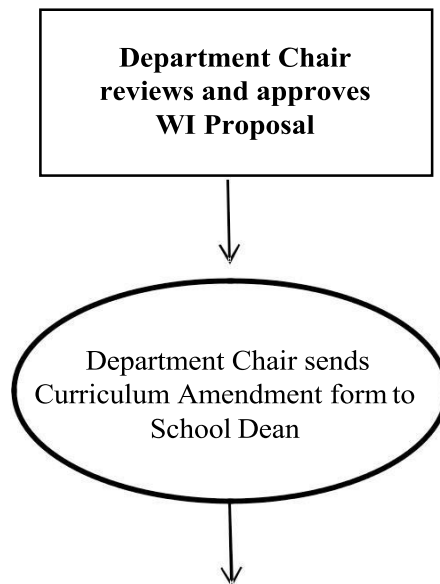 Department Chair
reviews and approves
WI Proposal
Department Chair sends
Curriculum Amendment form to
School Dean